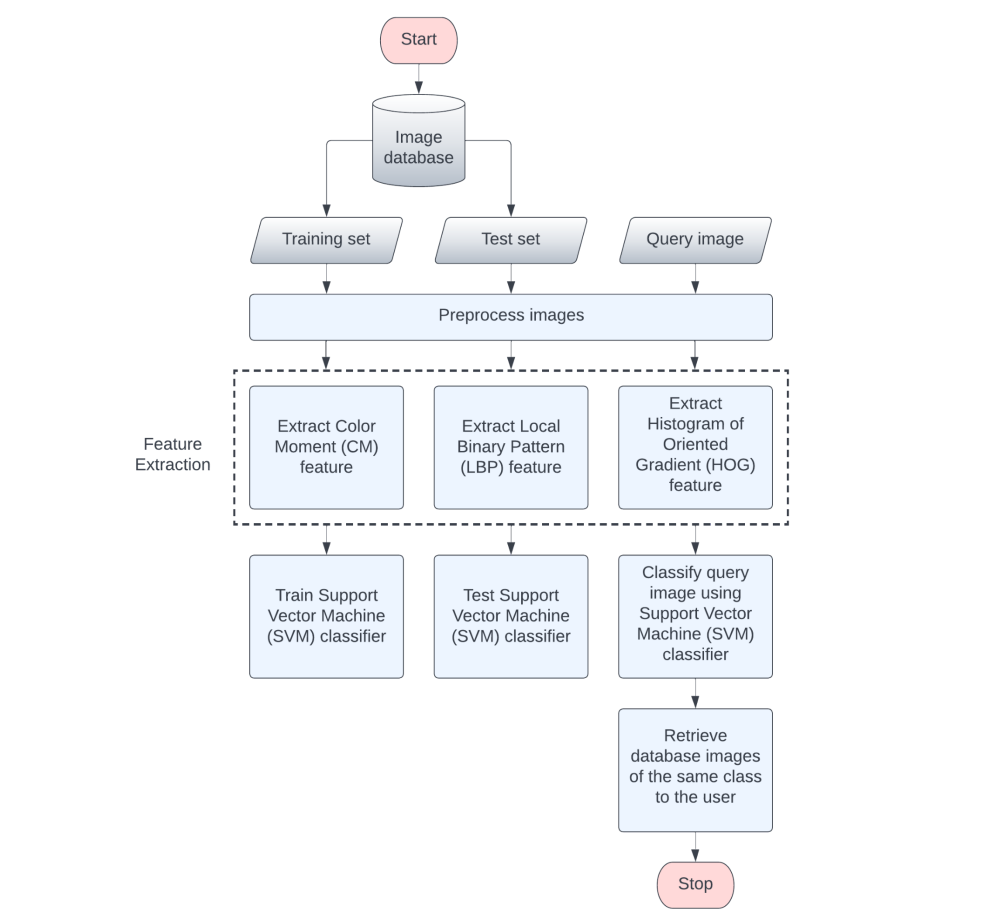 Start
Image
database
Training set
Test set
Query image
Preprocess images
Feature
Extraction
Extract Color
Moment (CM)
feature
Extract Local
Binary Pattern
(LBP) feature
Extract
Histogram of
Oriented
Gradient (HOG)
feature
Train Support
Vector Machine
(SVM) classifier
Test Support
Vector Machine
(SVM) classifier
Classify query
image using
Support Vector
Machine (SVM)
classifier
Retrieve
database images
of the same class
to the user
Stop